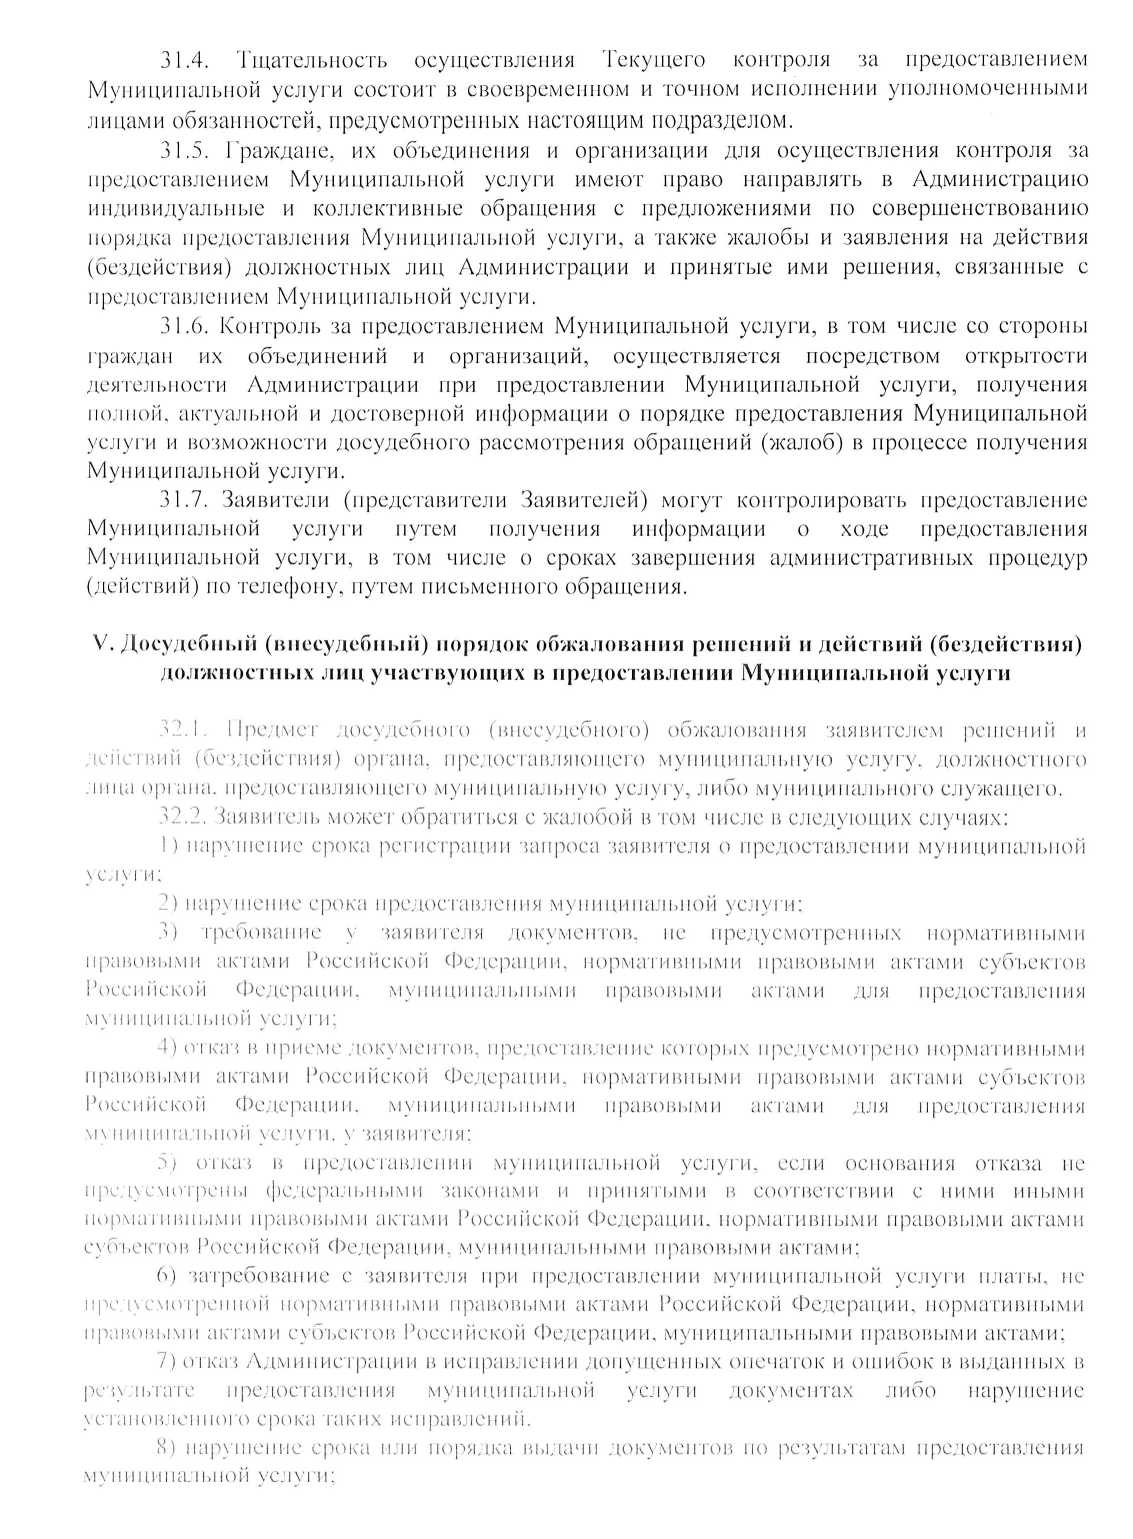 31.4. Тщательность осуществления Текущего контроля за предоставлением
Муниципальной услуги состоит в своевременном и точном исполнении уполномоченными
лицами обязанностей, предусмотренных настоящим подразделом.
31.5. Граждане, их объединения и организации для осуществления контроля за
предоставлением Муниципальной услуги имеют право направлять в Администрацию
индивидуальные и коллективные обращения с предложениями по совершенствованию
порядка предоставления Муниципальной услуги, а также жалобы и заявления на действия
(бездействия) должностных лиц Администрации и принятые ими решения, связанные с
предоставлением Муниципальной услуги.
31.6. Контроль за предоставлением Муниципальной услуги, в том числе со стороны
граждан их объединений и организаций, осуществляется посредством открытости
деятельности Администрации при предоставлении Муниципальной услуги, получения
полной, актуальной и достоверной информации о порядке предоставления Муниципальной
услуги и возможности досудебного рассмотрения обращений (жалоб) в процессе получения
Муниципальной услуги.
31.7. Заявители (представители Заявителей) могут контролировать предоставление
Муниципальной услуги путем получения информации о ходе предоставления
Муниципальной услуги, в том числе о сроках завершения административных процедур
(действий) по телефону, путем письменного обращения.
V. Досудебный (внесудебный) порядок обжалования решений и действий (бездействия)
должностных лиц участвующих в предоставлении Муниципальной услуги
32.1. Предмет досудебного (внесудебного) обжалования заявителем решений и
действий (бездействия) органа, предоставляющего муниципальную услугу, должностного
лица органа, предоставляющего муниципальную услугу, либо муниципального служащего.
32.2. Заявитель может обратиться с жалобой в том числе в следующих случаях:
1) нарушение срока регистрации запроса заявителя о предоставлении муниципальной
услуги;
2) нарушение срока предоставления муниципальной услуги;
3) требование у заявителя документов, не предусмотренных нормативными
правовыми актами Российской Федерации, нормативными правовыми актами субъектов
Российской Федерации, муниципальными правовыми актами для предоставления
муниципальной услуги;
4) отказ в приеме документов, предоставление которых предусмотрено нормативными
правовыми актами Российской Федерации, нормативными правовыми актами субъектов
Российской Федерации, муниципальными правовыми актами для предоставления
муниципальной услуги, у заявителя;
5) отказ в предоставлении муниципальной услуги, если основания отказа не
предусмотрены федеральными законами и принятыми в соответствии с ними иными
нормативными правовыми актами Российской Федерации, нормативными правовыми актами
субъектов Российской Федерации, муниципальными правовыми актами;
6) затребование с заявителя при предоставлении муниципальной услуги платы, не
предусмотренной нормативными правовыми актами Российской Федерации, нормативными
правовыми актами субъектов Российской Федерации, муниципальными правовыми актами;
7) отказ Администрации в исправлении допущенных опечаток и ошибок в выданных в
результате предоставления муниципальной услуги документах либо нарушение
установленного срока таких исправлений.
8) нарушение срока или порядка выдачи документов по результатам предоставления
муниципальной услуги;